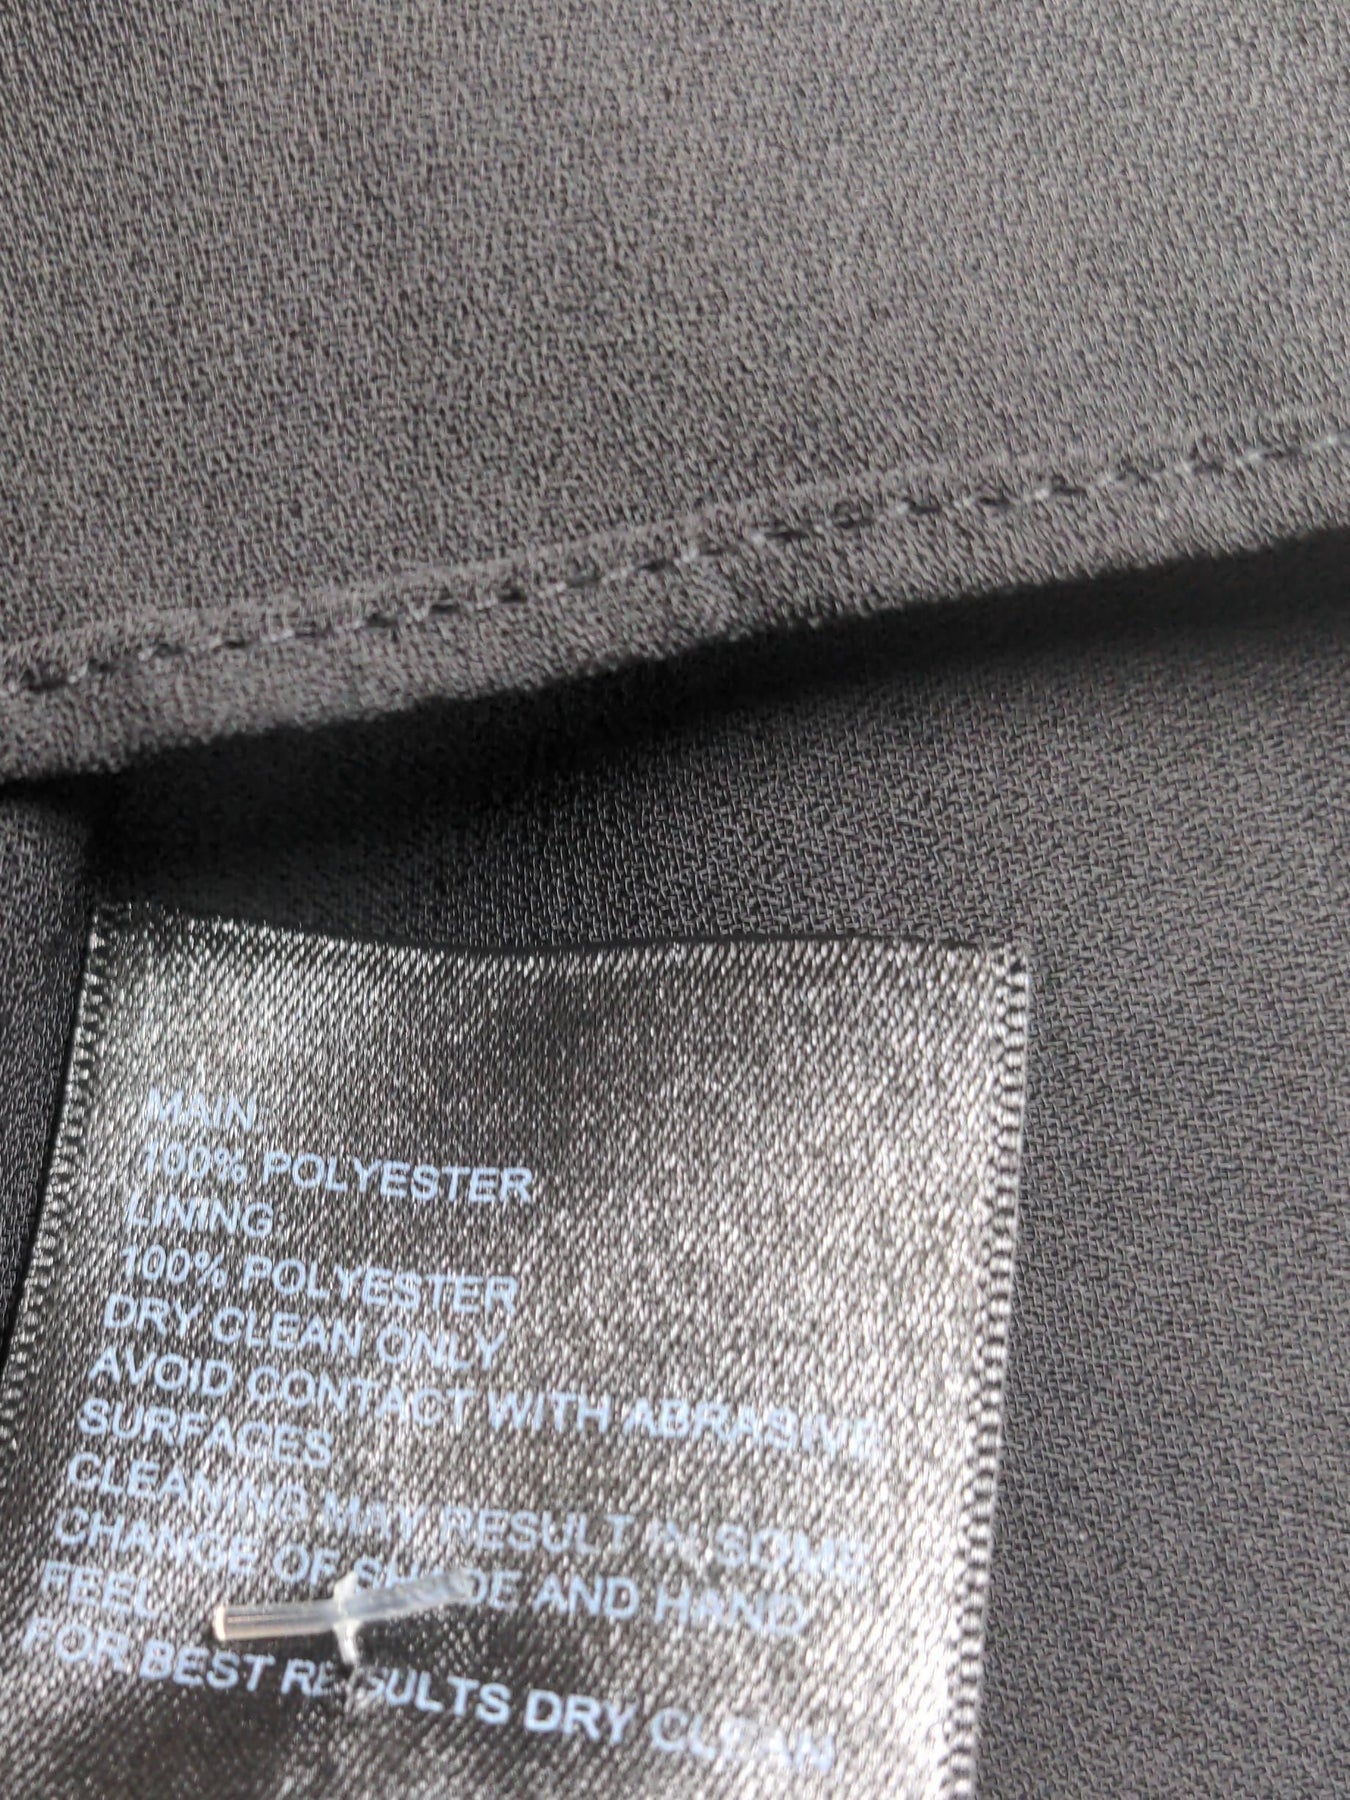 MAIN
100% POLYESTER
LINING:
100% POLYESTER
DRY CLEAN ONLY
AVOID CONTACT WITH ABRASIVE
SURFACES
CLEANING MAY RESULT IN SOME
CHANGE OF SHADE AND HAND
FEEL
FOR BEST RESULTS DRY CLEAN